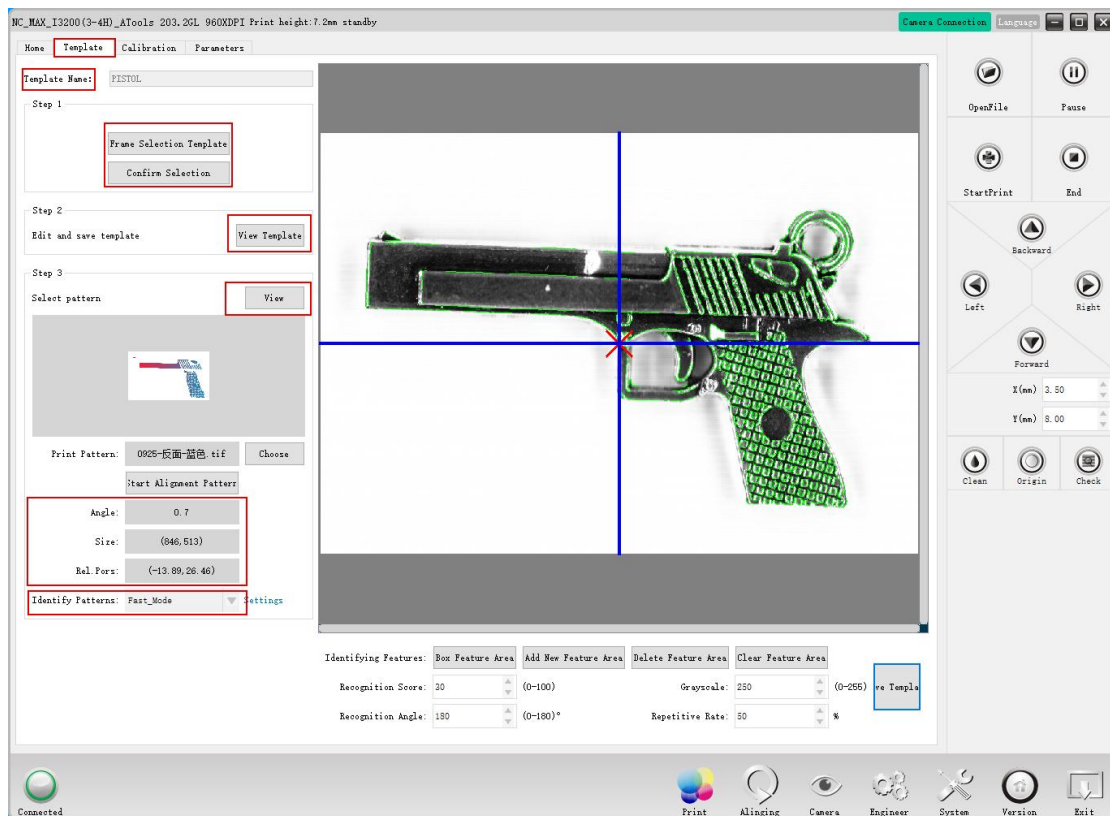 NC_MAX_I3200(3-4H)_ATools 203.2GL 960XDPI Print height:7.2mm standby
Camera Connection
Language
Home
Template
Calibration
Parameters
Template Name:
PISTOL
Step 1
Frame Selection Template
Confirm Selection
Step 2
Edit and save template
View Template
Step 3
Select pattern
View
Print Pattern:
0925-反面-蓝色.tif
Choose
Start Alignment Pattern
Angle:
0.7
Size:
(846,513)
Rel.Pors:
(-13.89,26.46)
Identify Patterns:
Fast_Mode
Settings
Identifying Features:
Box Feature Area
Add New Feature Area
Delete Feature Area
Clear Feature Area
Recognition Score:
30
(0-100)
Grayscale:
250
(0-255)
ve Templa
Recognition Angle:
180
(0-180)°
Repetitive Rate:
50
%
OpenFile
Pause
StartPrint
End
Backward
Left
Right
Forward
X(mm)
3.50
Y(mm)
8.00
Clean
Origin
Check
Connected
Print
Alinging
Camera
Engineer
System
Version
Exit